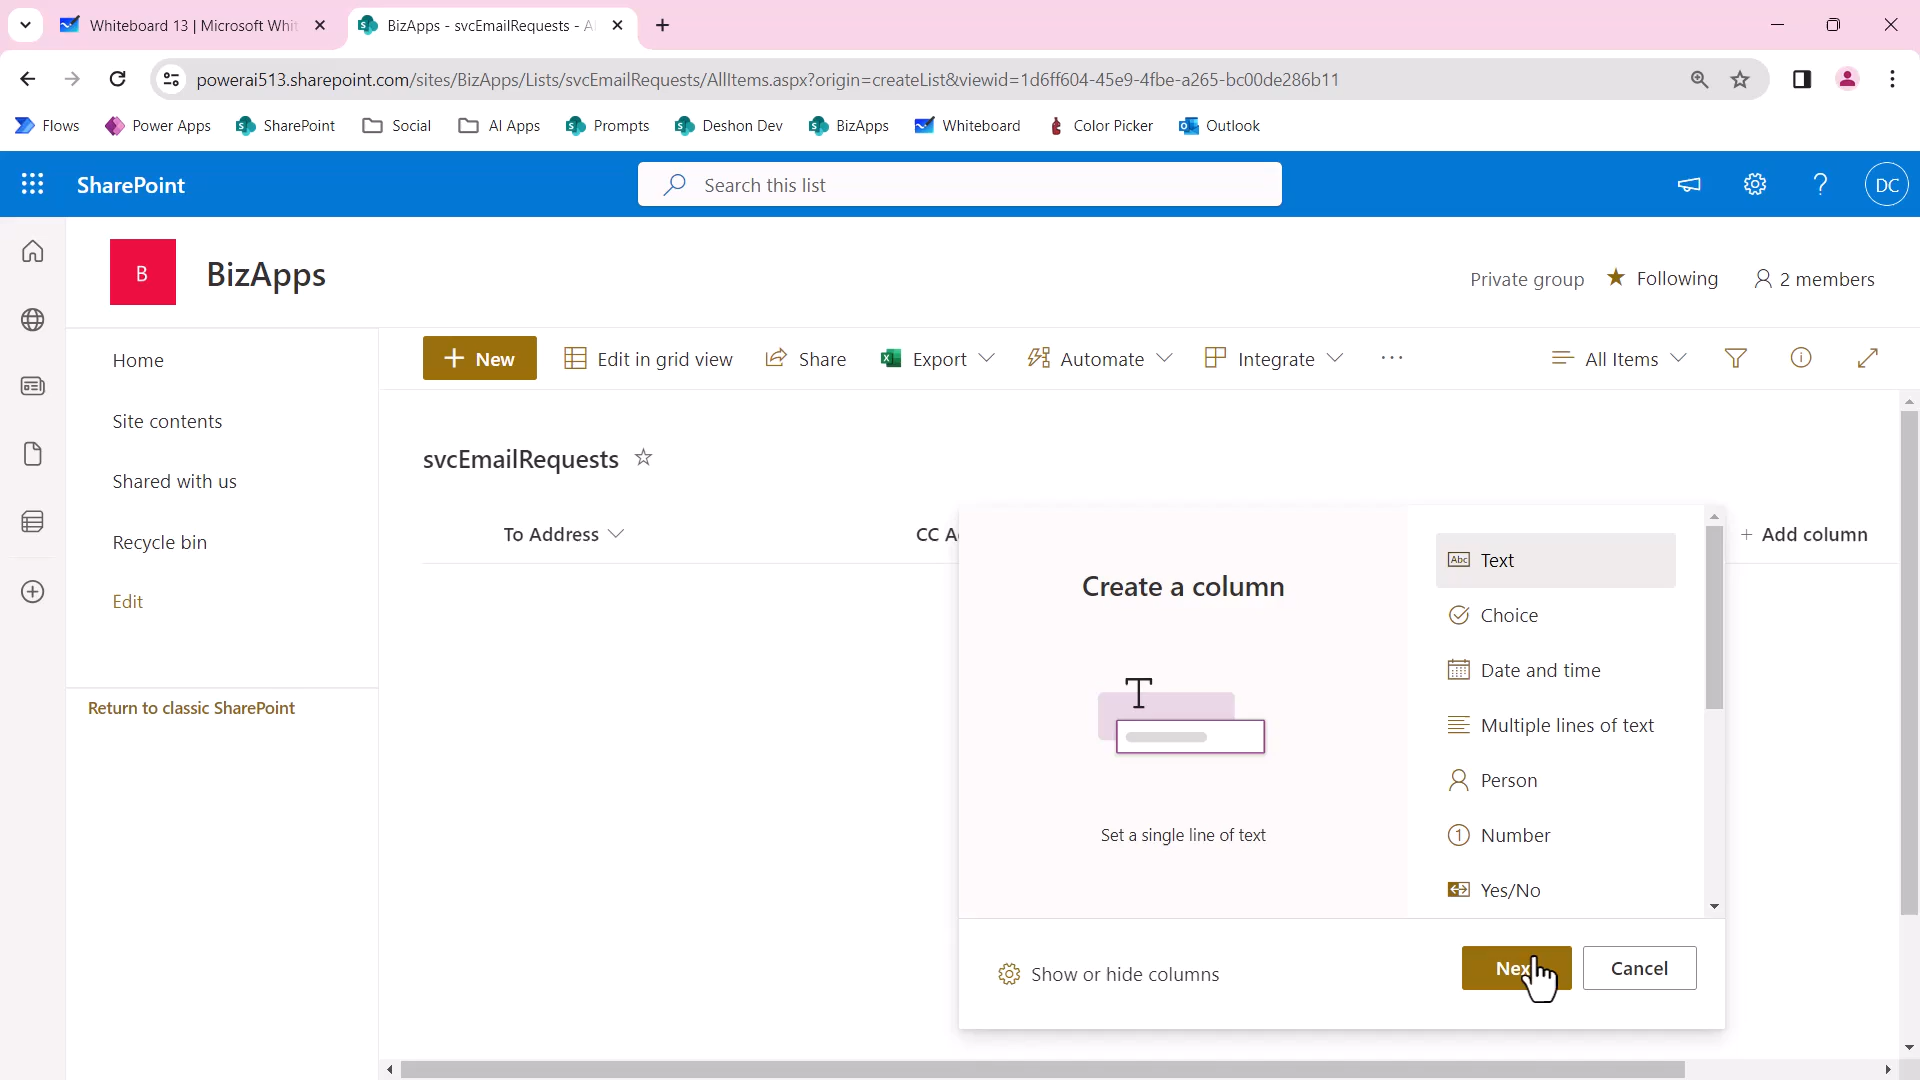 Whiteboard 13 | Microsoft Whit
BizApps - svcEmailRequests - Al
powerai513.sharepoint.com/sites/BizApps/Lists/svcEmailRequests/AllItems.aspx?origin=createList&viewid=1d6ff604-45e9-4fbe-a265-bc00de286b11
Flows
Power Apps
SharePoint
Social
AI Apps
Prompts
Deshon Dev
BizApps
Whiteboard
Color Picker
Outlook
SharePoint
Search this list
DC
B
BizApps
Private group
Following
2 members
Home
Site contents
Shared with us
Recycle bin
Edit
Return to classic SharePoint
New
Edit in grid view
Share
Export
Automate
Integrate
All Items
svcEmailRequests
To Address
CC A
Add column
Create a column
T
Set a single line of text
Abc Text
Choice
Date and time
Multiple lines of text
Person
1 Number
Yes/No
Show or hide columns
Nex
Cancel